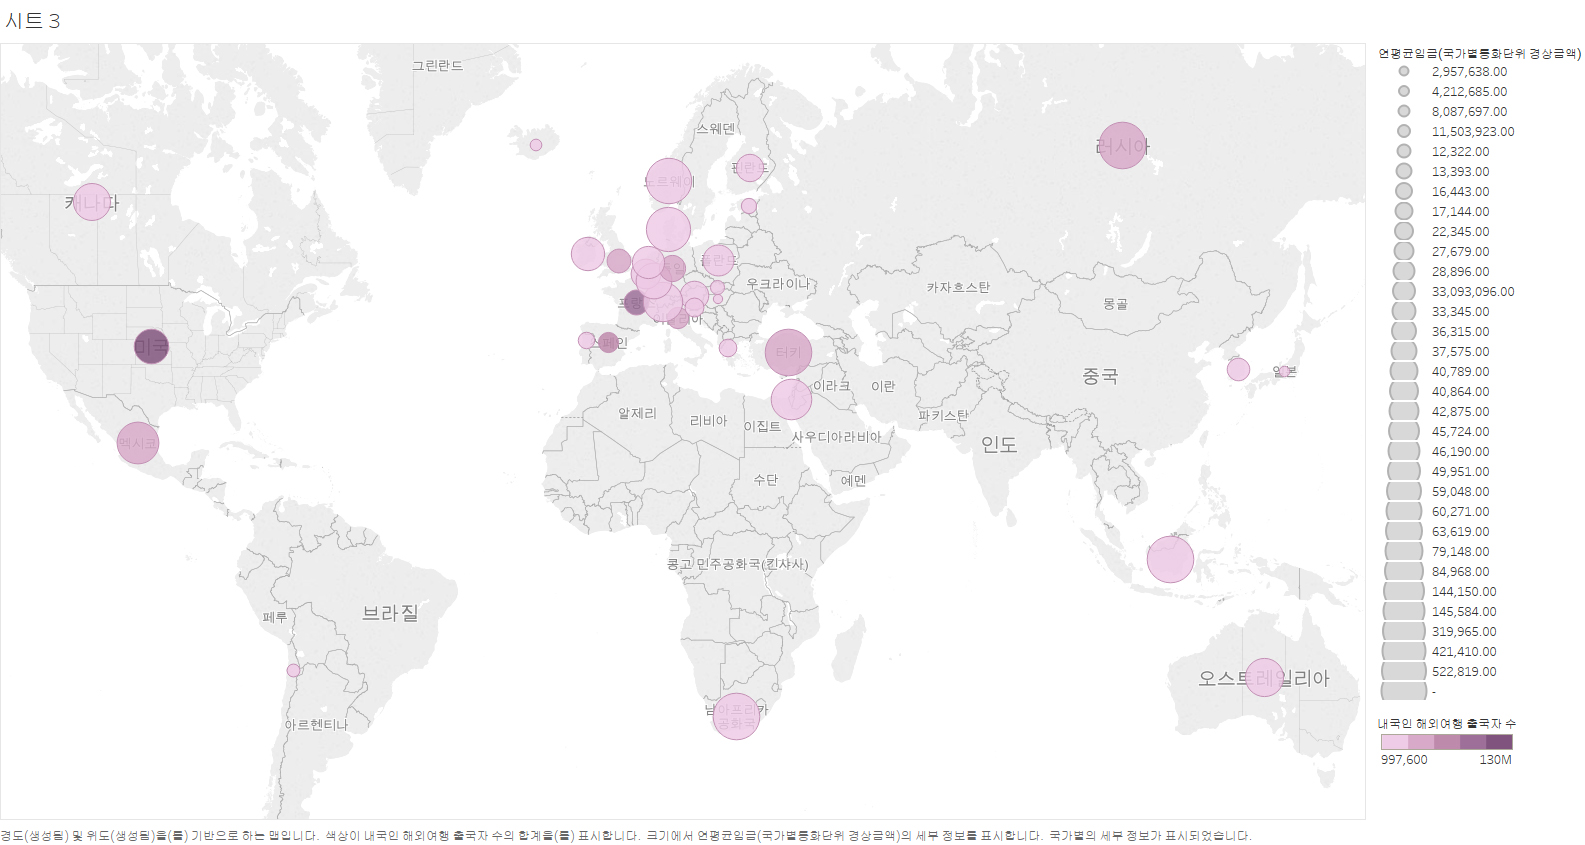 시트 3
그린란드
스웨덴
러시아
핀란드
노르웨이
캐나다
폴란드
독일
우크라이나
카자흐스탄
몽골
프랑스
이탈리아
스페인
미국
터키
일본
중국
이라크
이란
알제리
리비아
이집트
파키스탄
멕시코
사우디아라비아
인도
수단
예멘
콩고 민주공화국(킨샤사)
페루
브라질
오스트레일리아
남아프리카
공화국
아르헨티나
연평균임금(국가별통화단위 경상금액)
2,957,638.00
4,212,685.00
8,087,697.00
11,503,923.00
12,322.00
13,393.00
16,443.00
17,144.00
22,345.00
27,679.00
28,896.00
33,093,096.00
33,345.00
36,315.00
37,575.00
40,789.00
40,864.00
42,875.00
45,724.00
46,190.00
49,951.00
59,048.00
60,271.00
63,619.00
79,148.00
84,968.00
144,150.00
145,584.00
319,965.00
421,410.00
522,819.00
-
내국인 해외여행 출국자 수
997,600 130M
경도(생성됨) 및 위도(생성됨)을(를) 기반으로 하는 맵입니다. 색상이 내국인 해외여행 출국자 수의 합계을(를) 표시합니다. 크기에서 연평균임금(국가별통화단위 경상금액)의 세부 정보를 표시합니다. 국가별의 세부 정보가 표시되었습니다.